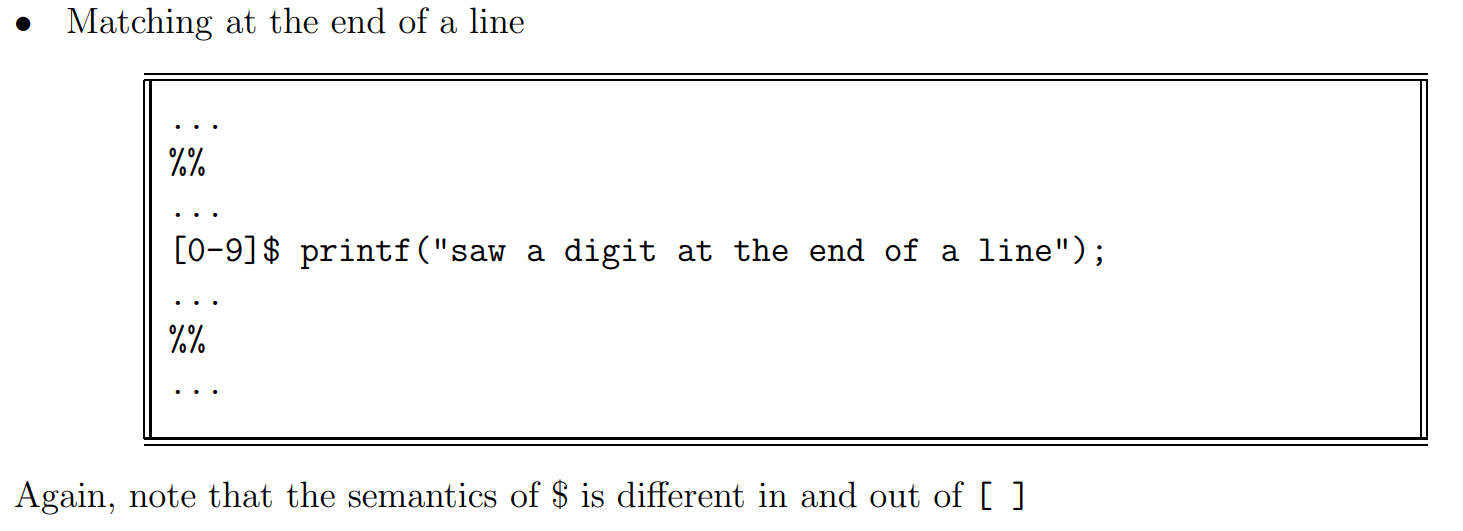 • Matching at the end of a line
...
%%
...
[0-9]$ printf("saw a digit at the end of a line");
...
%%
...
Again, note that the semantics of $ is different in and out of [ ]